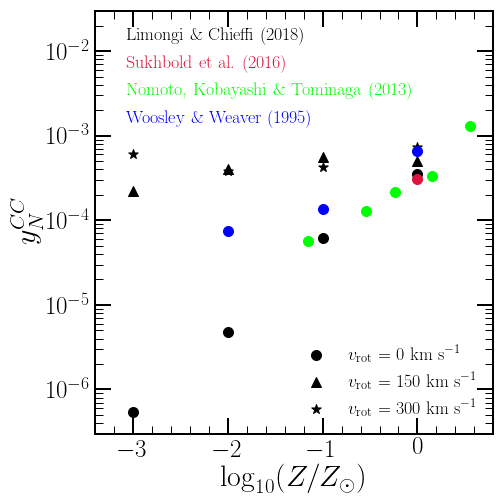 Limongi & Chieffi (2018)
Sukhbold et al. (2016)
Nomoto, Kobayashi & Tominaga (2013)
Woosley & Weaver (1995)
10⁻²
10⁻³
10⁻⁴
10⁻⁵
10⁻⁶
y_N^{CC}
v_rot = 0 km s⁻¹
v_rot = 150 km s⁻¹
v_rot = 300 km s⁻¹
−3 −2 −1 0
log₁₀(Z/Z⊙)